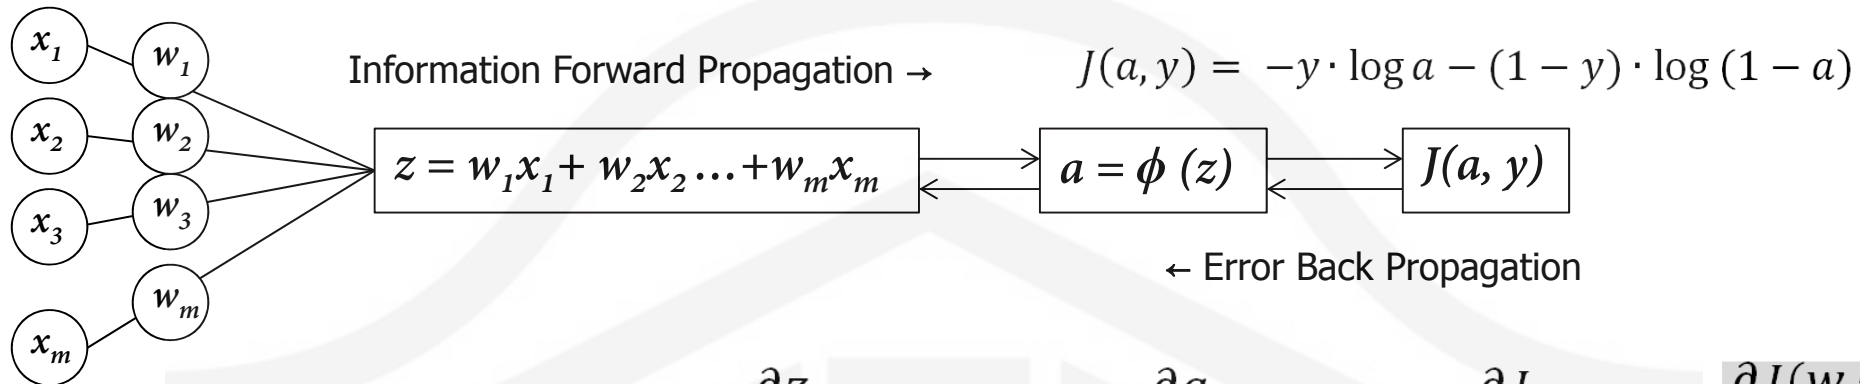 x₁
w₁
Information Forward Propagation →
J(a, y) = −y · log a − (1 − y) · log (1 − a)
x₂
w₂
z = w₁x₁+ w₂x₂ ...+wₘxₘ
a = ϕ (z)
J(a, y)
x₃
w₃
← Error Back Propagation
wₘ
xₘ
∂z
∂a
∂J
∂J(w